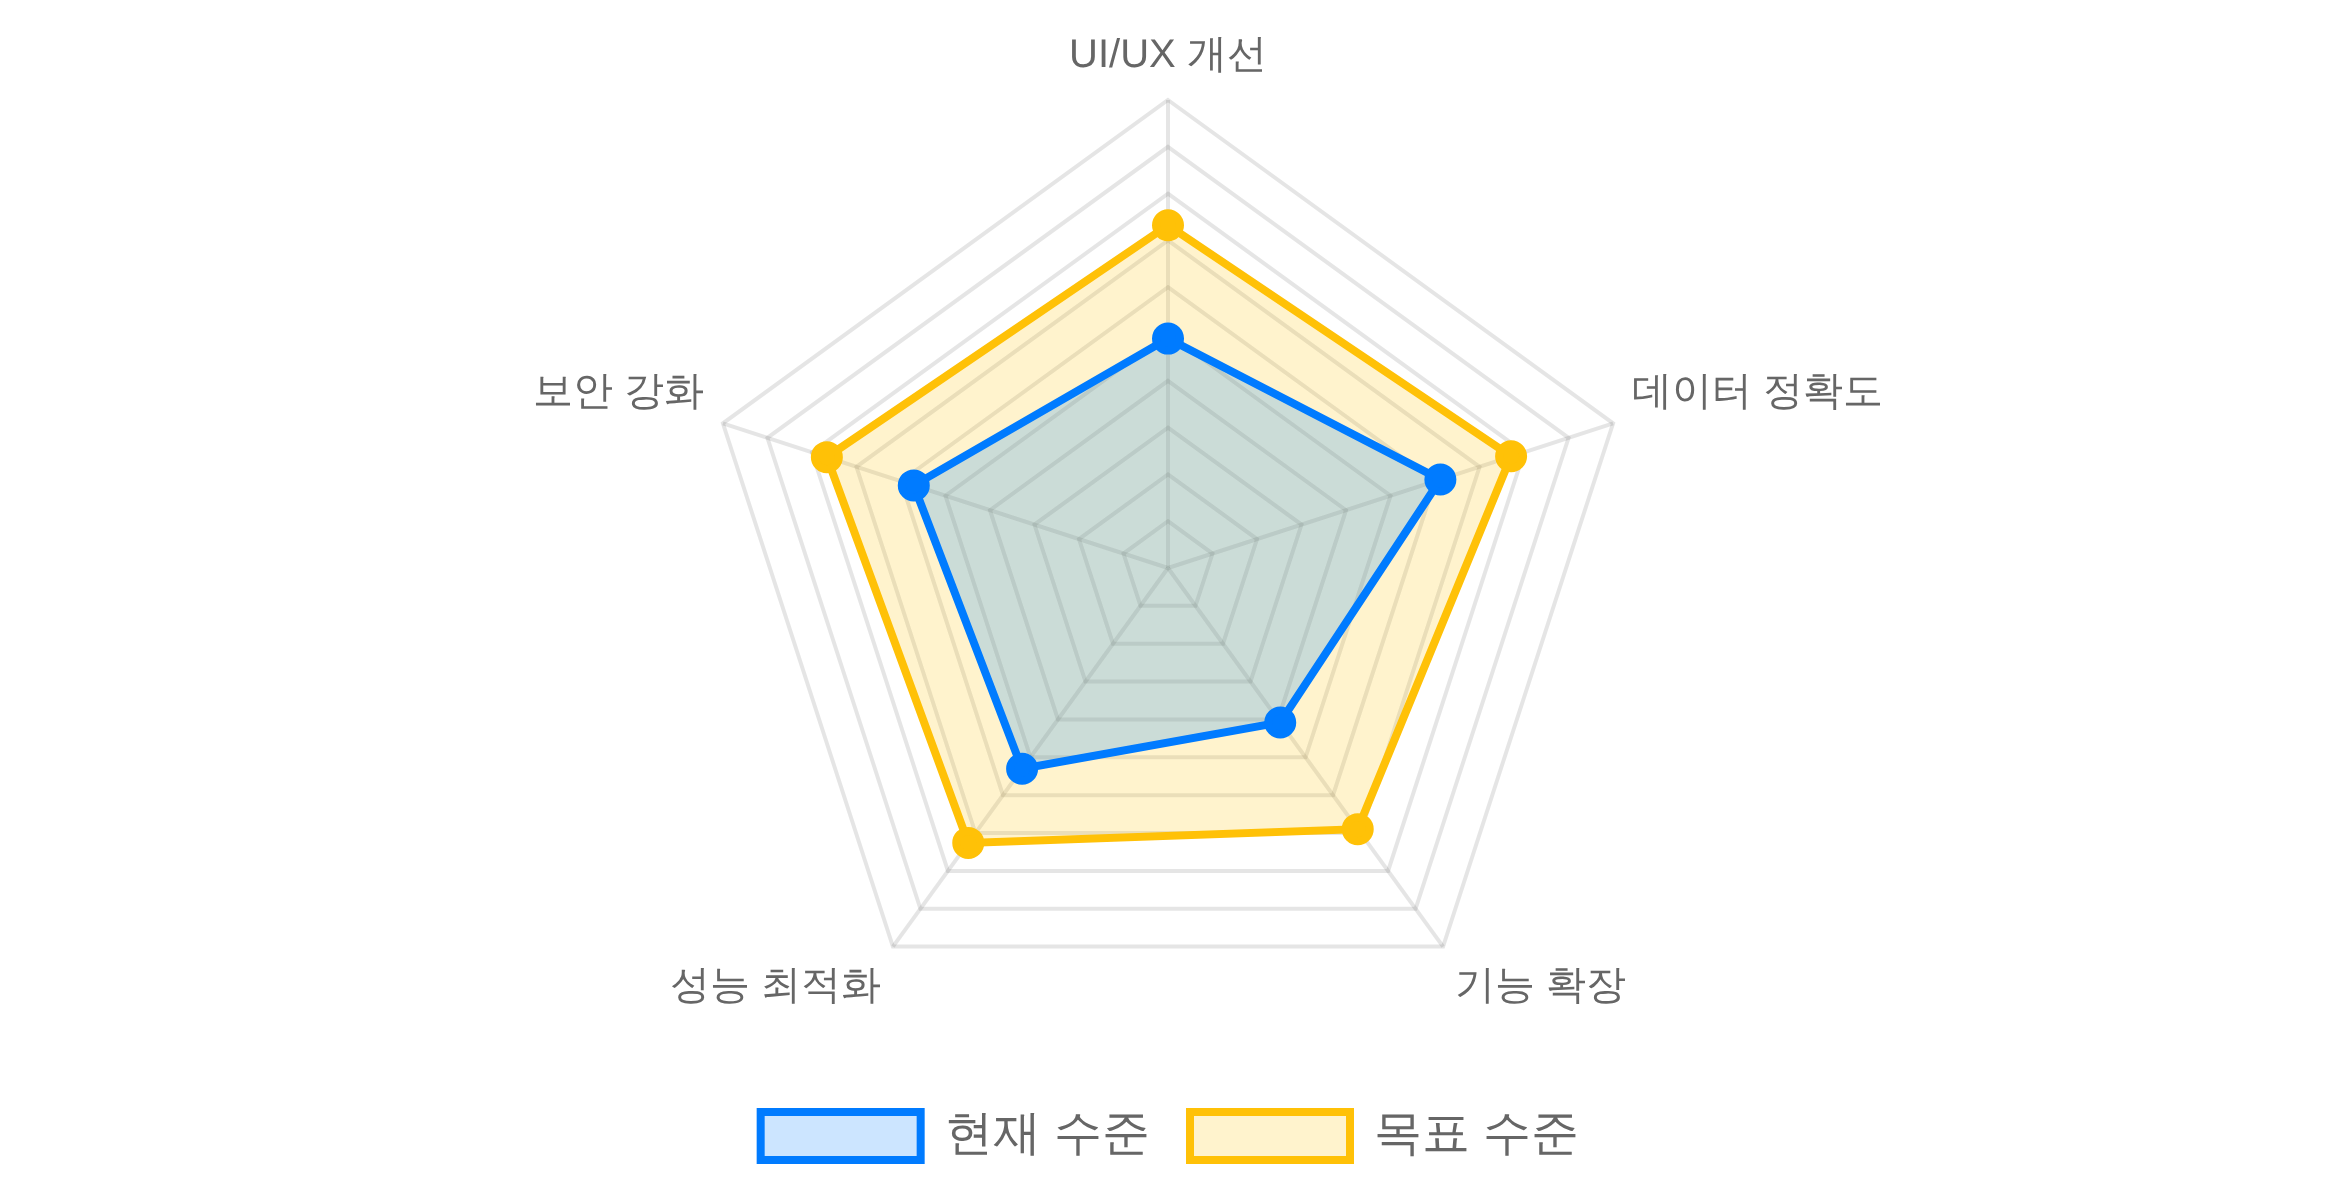 UI/UX 개선
보안 강화
데이터 정확도
성능 최적화
기능 확장
현재 수준
목표 수준